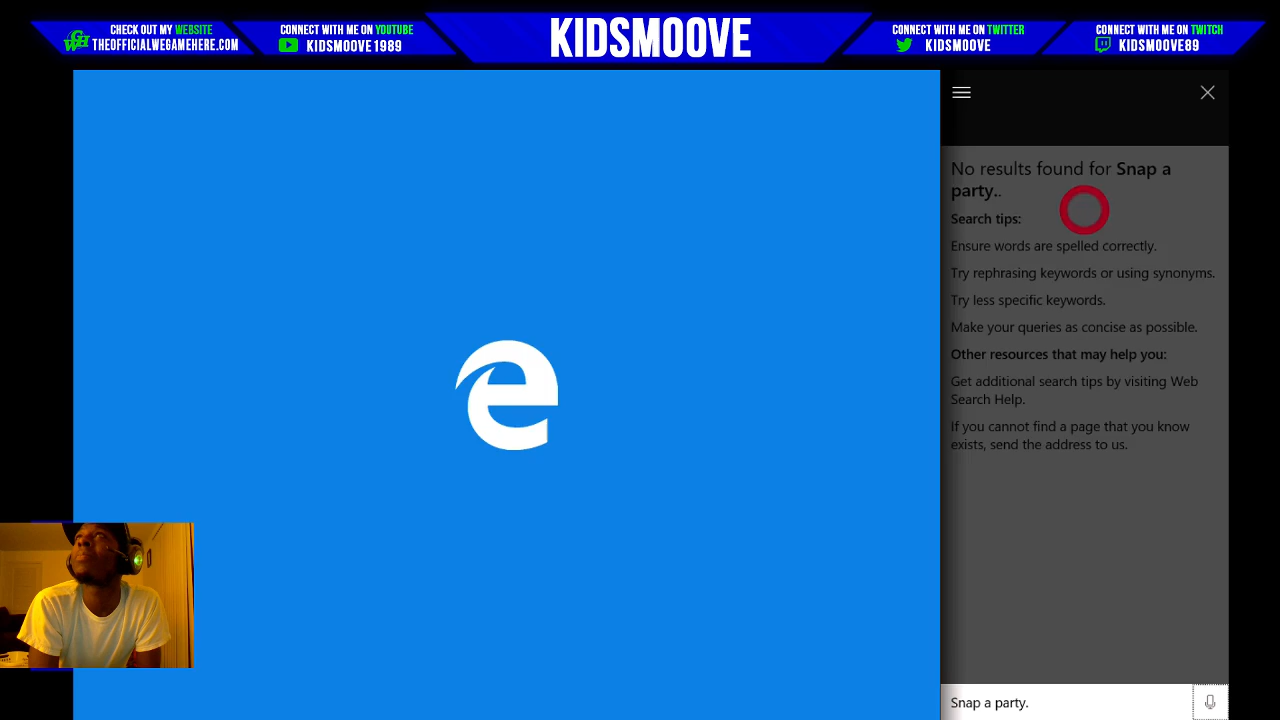 CHECK OUT MY WEBSITE
THEOFFICIALWEGAMEHERE.COM
CONNECT WITH ME ON YOUTUBE
KIDSMOOVE1989
KIDSMOOVE
CONNECT WITH ME ON TWITTER
KIDSMOOVE
CONNECT WITH ME ON TWITCH
KIDSMOOVE89
No results found for Snap a
party..
Search tips:
Ensure words are spelled correctly.
Try rephrasing keywords or using synonyms.
Try less specific keywords.
Make your queries as concise as possible.
Other resources that may help you:
Get additional search tips by visiting Web
Search Help.
If you cannot find a page that you know
exists, send the address to us.
Snap a party.